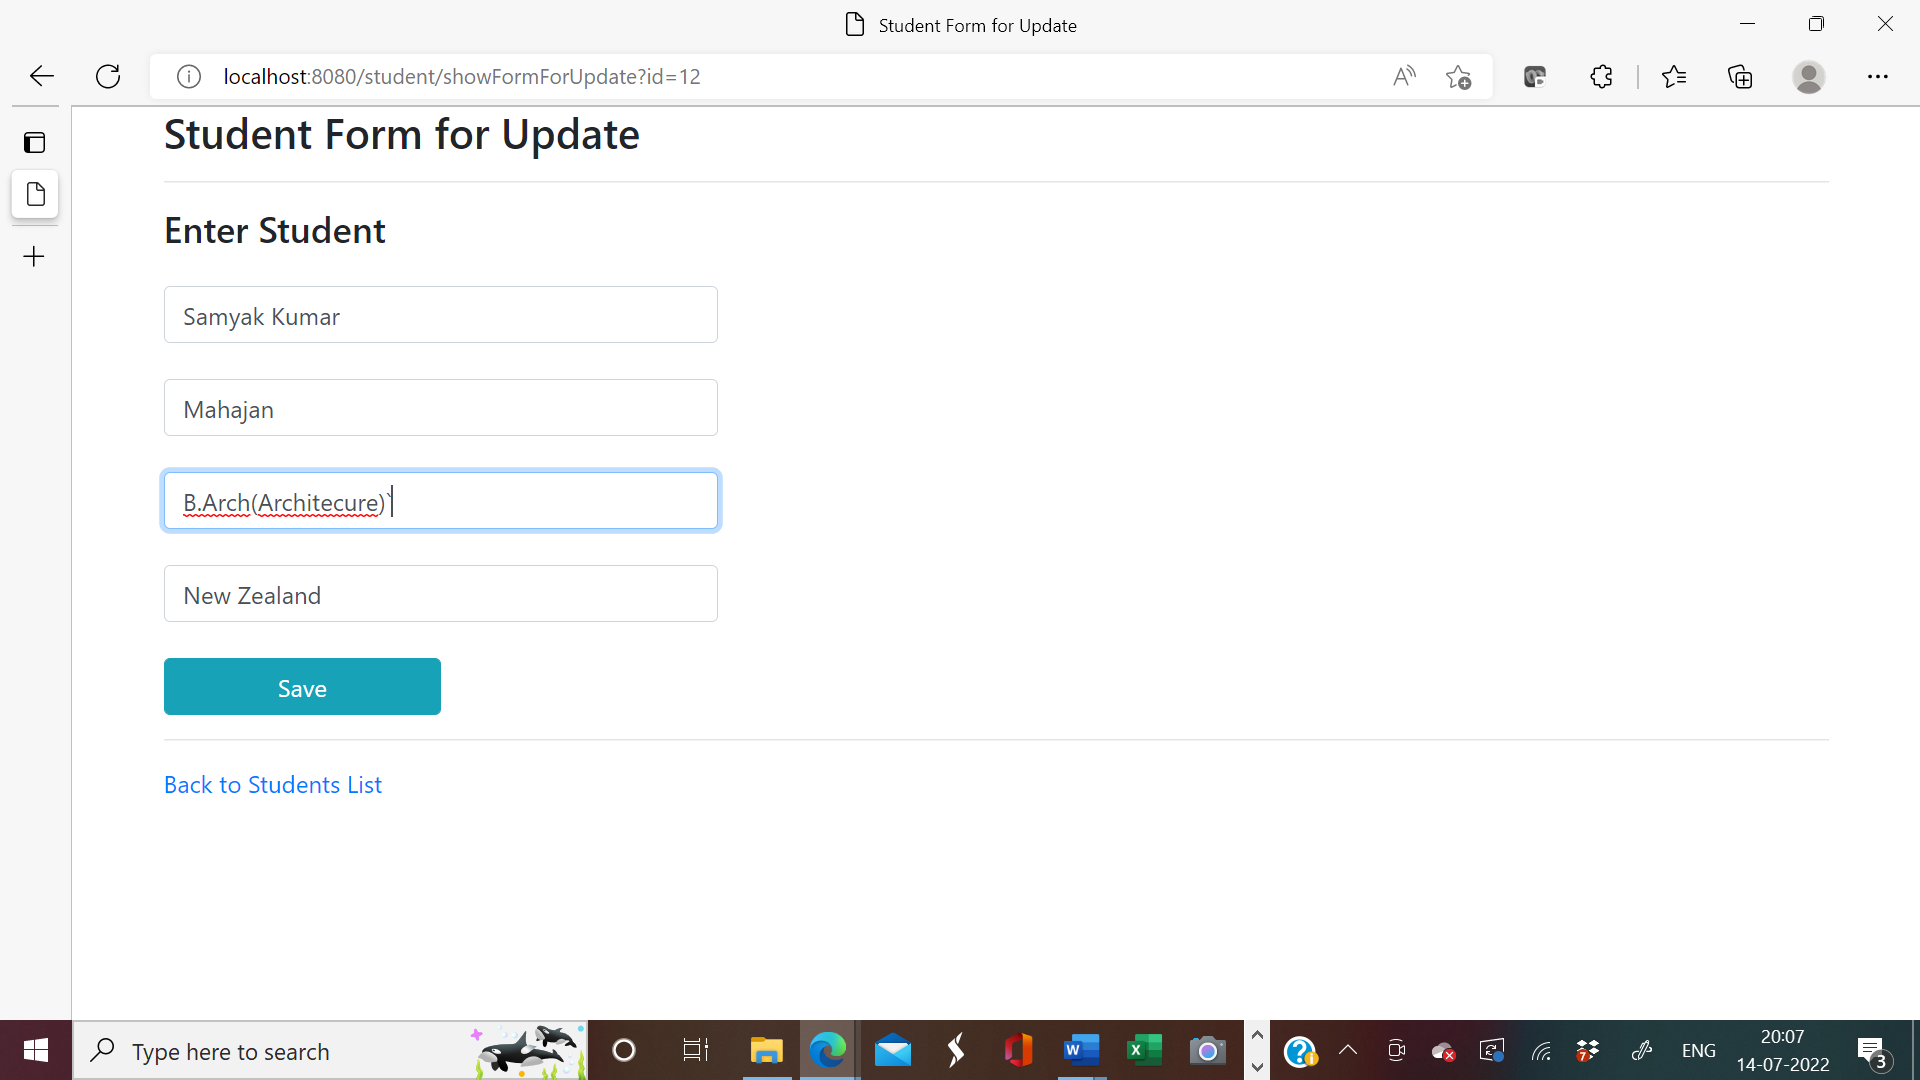 Student Form for Update
localhost:8080/student/showFormForUpdate?id=12
Student Form for Update
Enter Student
Samyak Kumar
Mahajan
B.Arch(Architecure)`
New Zealand
Save
Back to Students List
Type here to search
ENG
20:07
14-07-2022
3
7